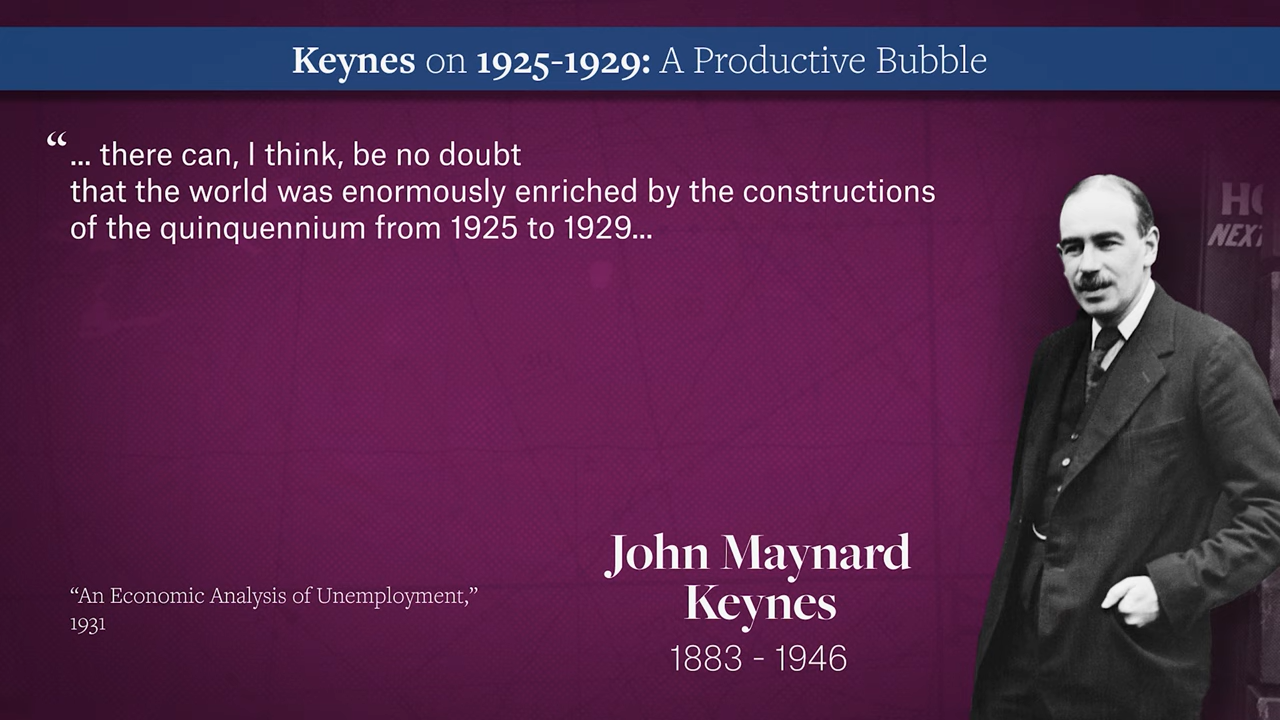 Keynes on 1925-1929: A Productive Bubble
“... there can, I think, be no doubt
that the world was enormously enriched by the constructions
of the quinquennium from 1925 to 1929...
John Maynard
Keynes
1883 - 1946
“An Economic Analysis of Unemployment,”
1931